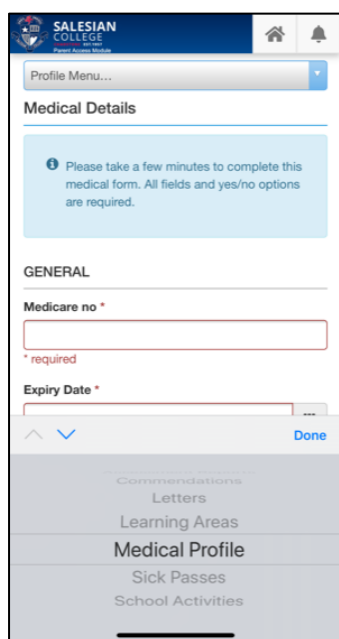 SALESIAN
COLLEGE
EST 1957
Parent Access Module
Profile Menu...
Medical Details
Please take a few minutes to complete this
medical form. All fields and yes/no options
are required.
GENERAL
Medicare no *
* required
Expiry Date *
Done
Commendations
Letters
Learning Areas
Medical Profile
Sick Passes
School Activities